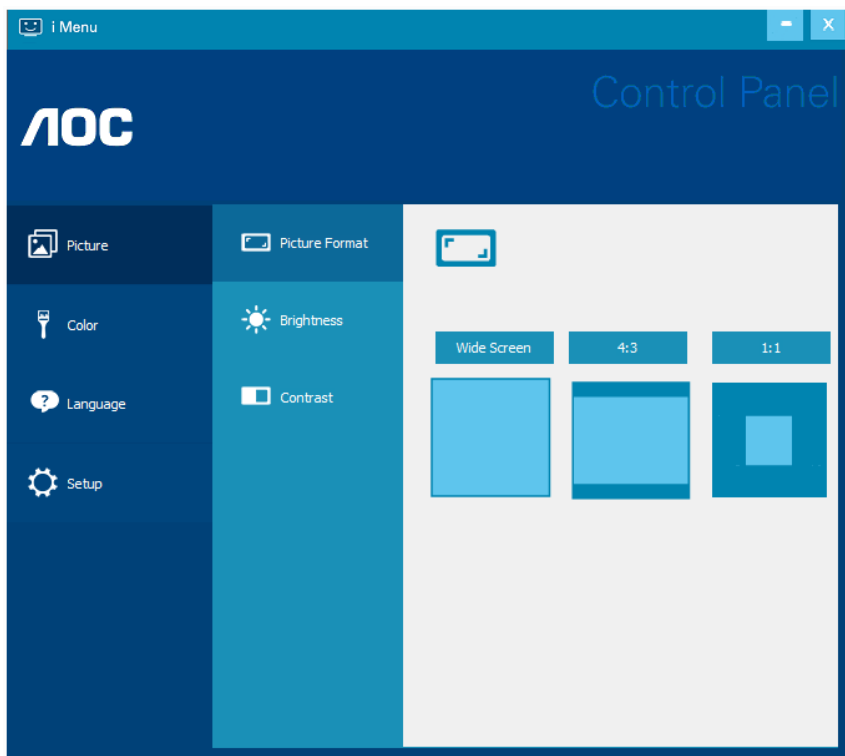 i Menu
X
Control Panel
AOC
Picture
Picture Format
Color
Brightness
Wide Screen
4:3
1:1
Language
?
Contrast
Setup